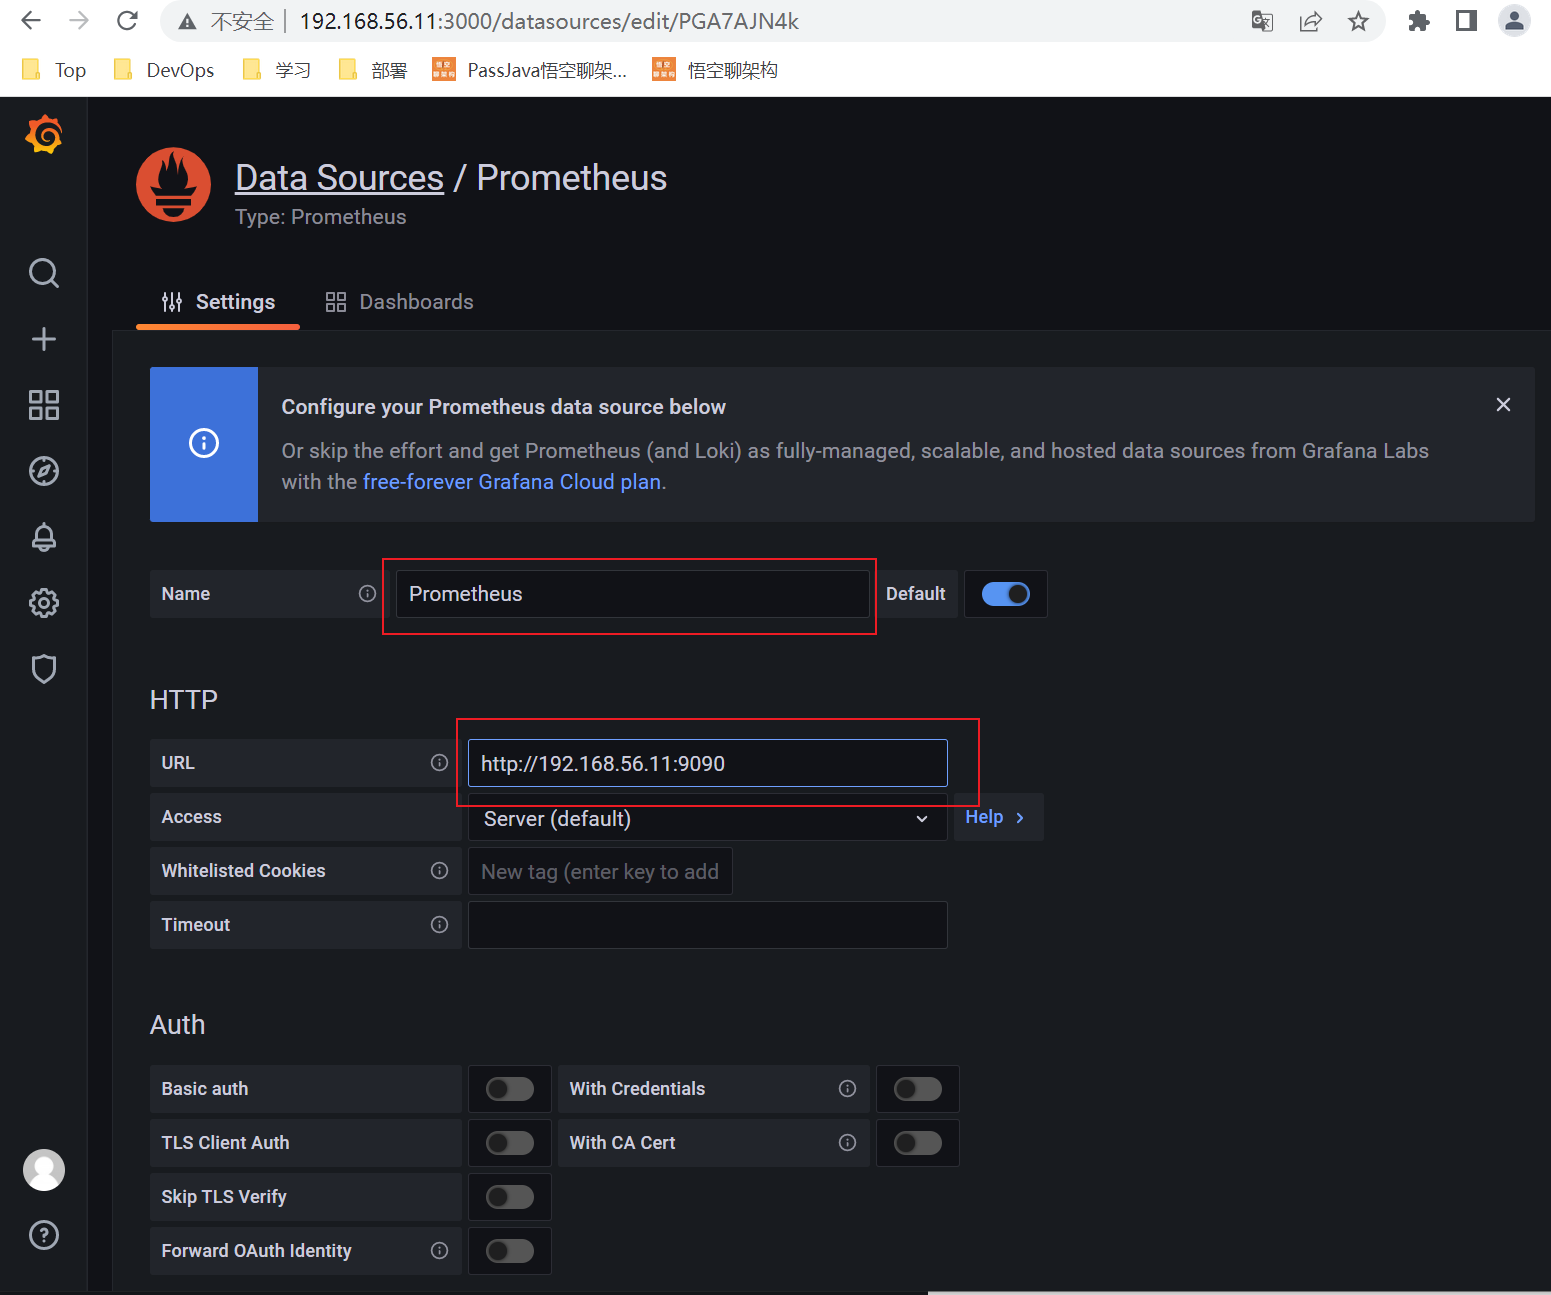 不安全 192.168.56.11:3000/datasources/edit/PGA7AJN4k
Top DevOps 学习 部署 PassJava悟空聊架... 悟空聊架构
Data Sources / Prometheus
Type: Prometheus
Settings Dashboards
Configure your Prometheus data source below
Or skip the effort and get Prometheus (and Loki) as fully-managed, scalable, and hosted data sources from Grafana Labs
with the free-forever Grafana Cloud plan.
Name Prometheus Default
HTTP
URL http://192.168.56.11:9090
Access Server (default) Help
Whitelisted Cookies New tag (enter key to add
Timeout
Auth
Basic auth With Credentials
TLS Client Auth With CA Cert
Skip TLS Verify
Forward OAuth Identity